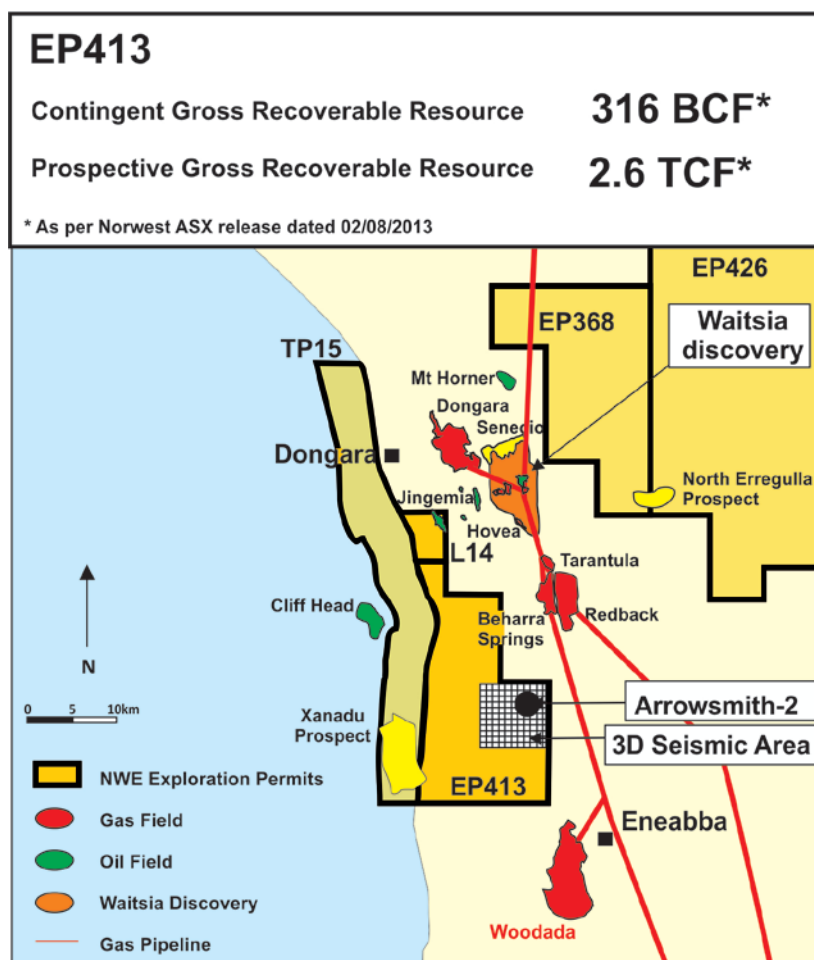 EP413
Contingent Gross Recoverable Resource 316 BCF*
Prospective Gross Recoverable Resource 2.6 TCF*
* As per Norwest ASX release dated 02/08/2013
EP426
EP368
Waitsia
discovery
TP15
Mt Horner
Dongara
Senecio
Dongara
North Erregulla
Prospect
Jingemia
Hovea
L14
Tarantula
Cliff Head
Beharra
Springs
Redback
N
0 5 10km
Xanadu
Prospect
Arrowsmith-2
3D Seismic Area
EP413
NWE Exploration Permits
Gas Field
Eneabba
Oil Field
Waitsia Discovery
Woodada
Gas Pipeline